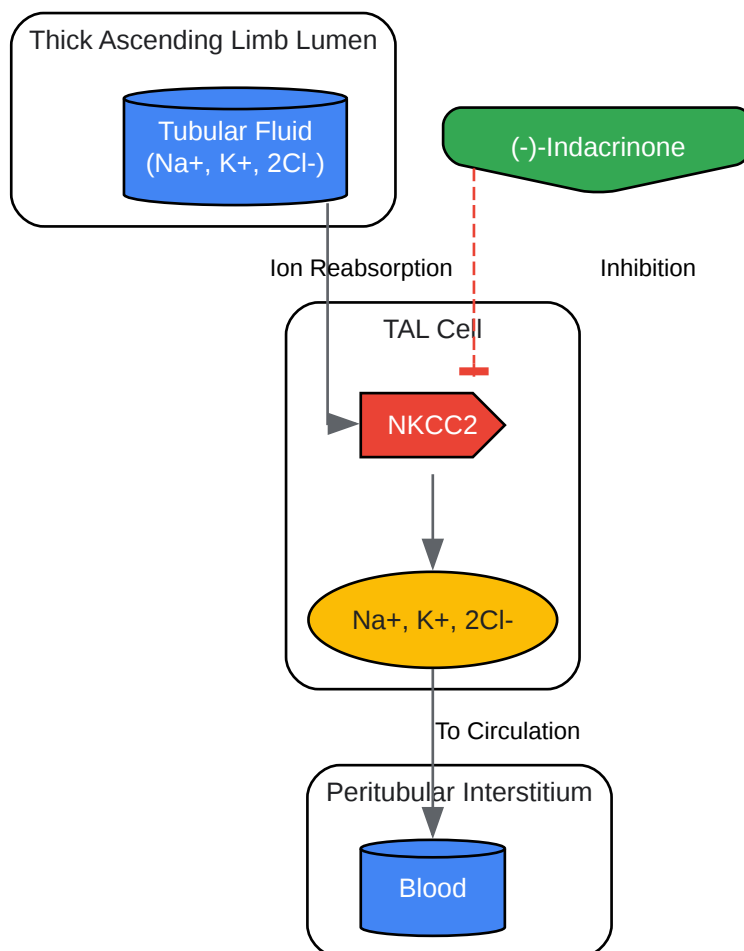 Thick Ascending Limb Lumen
Tubular Fluid
(Na+, K+, 2Cl-)
(-)-Indacrinone
Ion Reabsorption
Inhibition
TAL Cell
NKCC2
Na+, K+, 2Cl-
To Circulation
Peritubular Interstitium
Blood